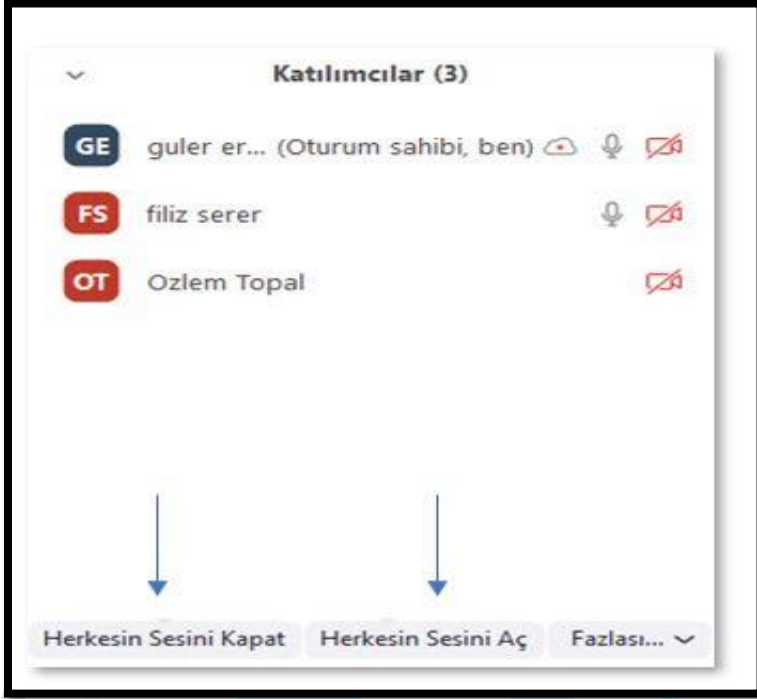 Katılımcılar (3)
GE guler er... (Oturum sahibi, ben)
FS filiz serer
OT Ozlem Topal
Herkesin Sesini Kapat Herkesin Sesini Aç Fazlası...